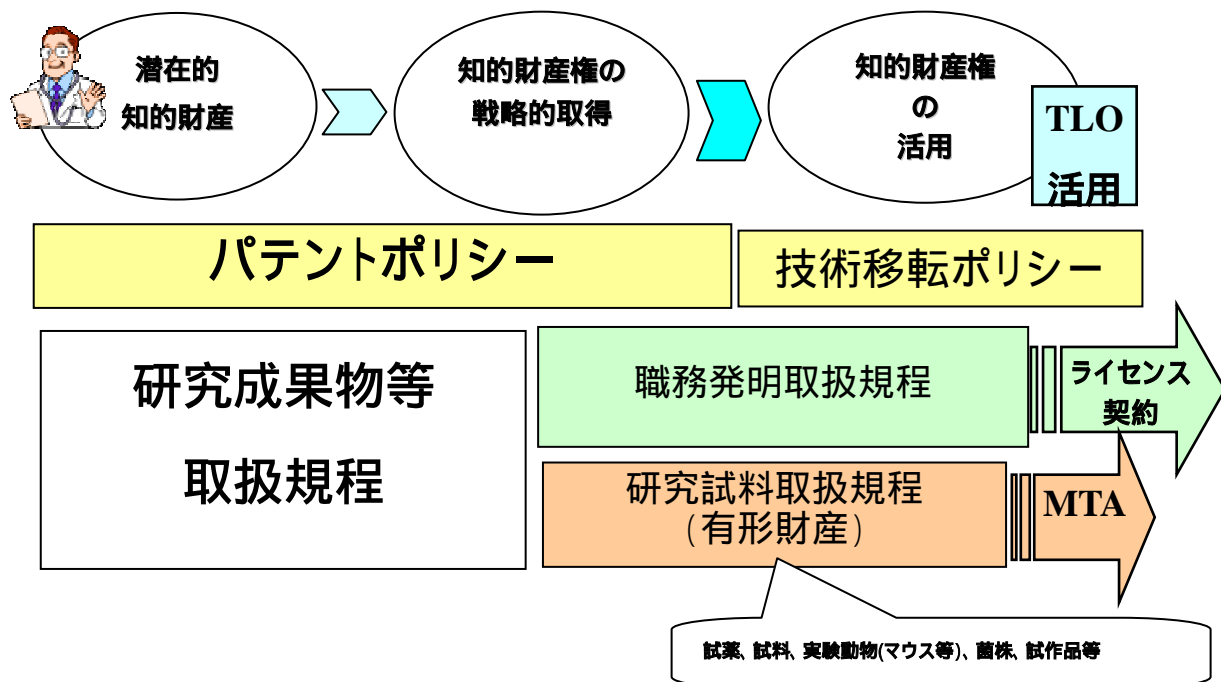 潜在的
知的財産
知的財産権の
戦略的取得
知的財産権
の
活用
TLO
活用
パテントポリシー
技術移転ポリシー
研究成果物等
取扱規程
職務発明取扱規程
ライセンス
契約
研究試料取扱規程
(有形財産)
MTA
試薬、試料、実験動物(マウス等)、菌株、試作品等